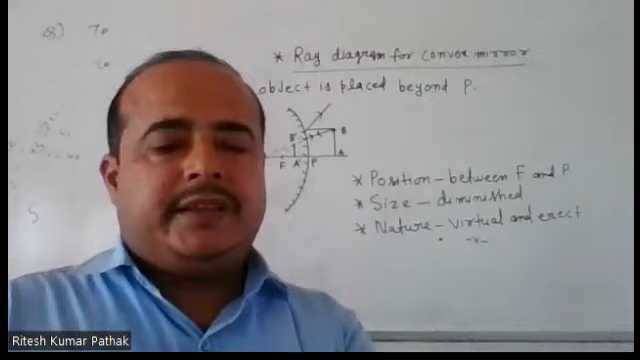 Q)
* Ray diagram for convex mirror
object is placed beyond P.
B' B
F A' P A
* Position – between F and P
* Size – diminished
* Nature – virtual and erect
Ritesh Kumar Pathak